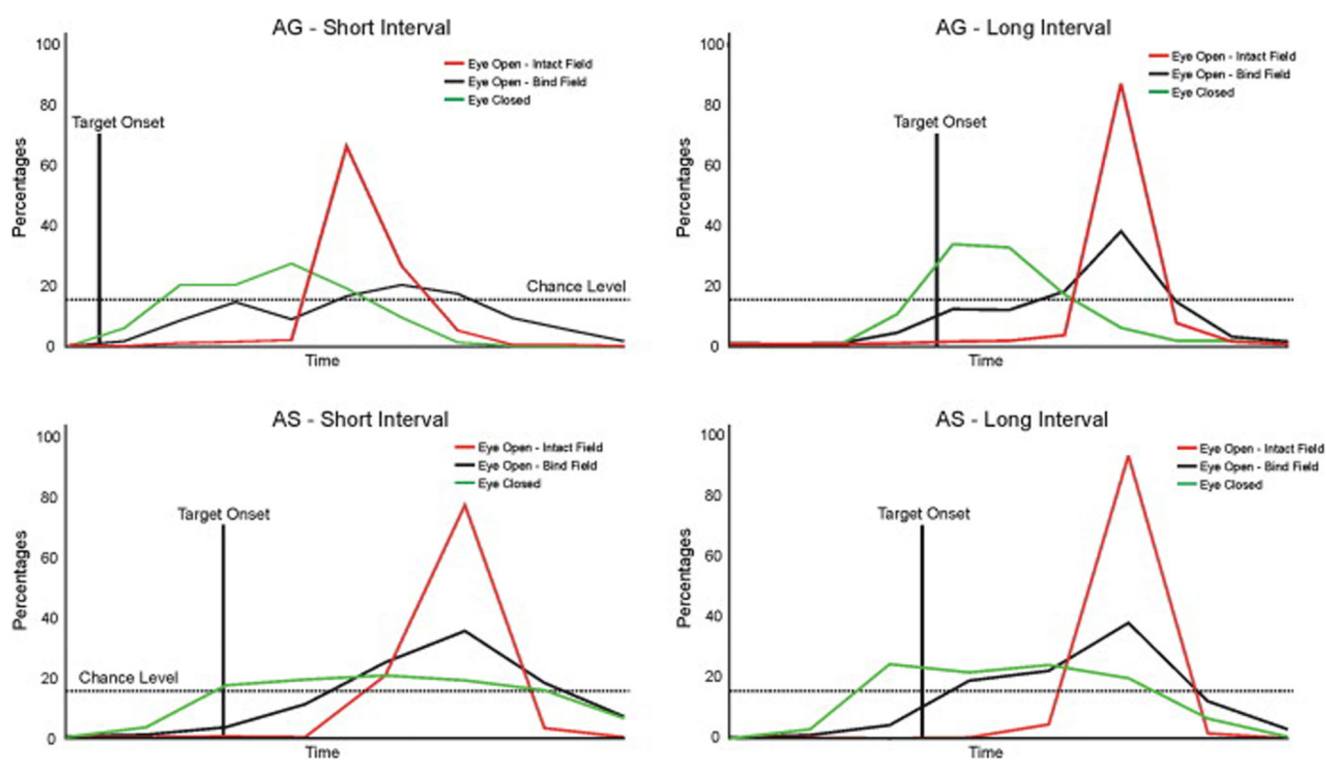 AG - Short Interval
100
80
60
40
20
0
Percentages
Target Onset
Eye Open - Intact Field
Eye Open - Bind Field
Eye Closed
Chance Level
Time
AG - Long Interval
100
80
60
40
20
0
Percentages
Target Onset
Eye Open - Intact Field
Eye Open - Bind Field
Eye Closed
Time
AS - Short Interval
100
80
60
40
20
0
Percentages
Target Onset
Eye Open - Intact Field
Eye Open - Bind Field
Eye Closed
Chance Level
Time
AS - Long Interval
100
80
60
40
20
0
Percentages
Target Onset
Eye Open - Intact Field
Eye Open - Bind Field
Eye Closed
Time